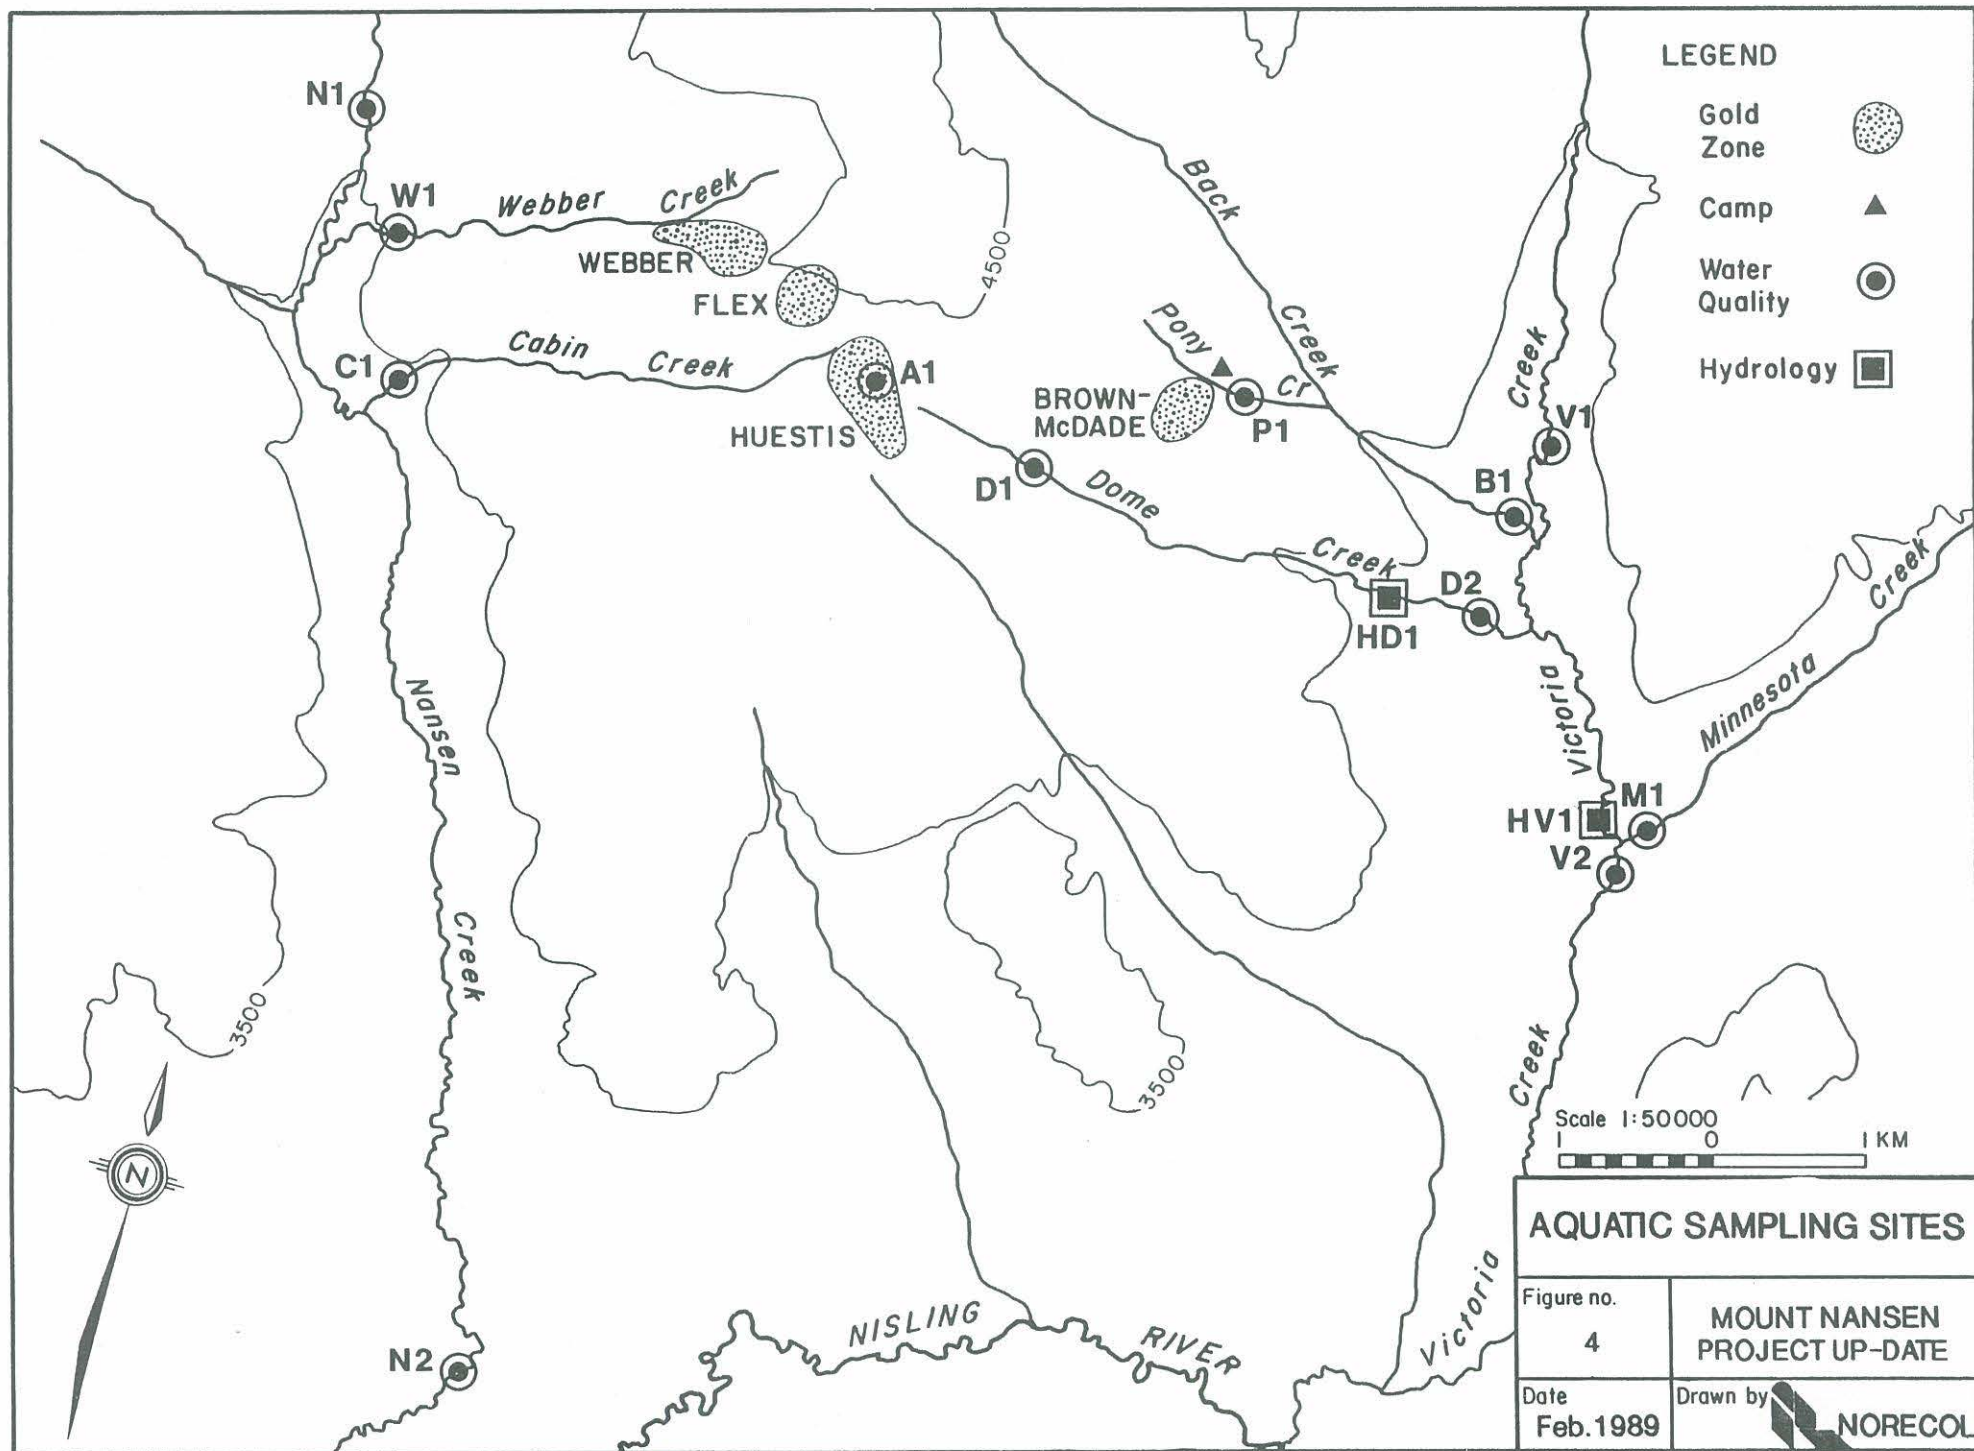 LEGEND
Gold
Zone
Camp
Water
Quality
Hydrology
N1
W1
Webber Creek
WEBBER
FLEX
4500
Back Creek
Pony Cr
C1
Cabin Creek
A1
HUESTIS
BROWN-
McDADE
P1
Creek
V1
B1
D1
Dome Creek
D2
HD1
Minnesota Creek
Victoria
Nansen Creek
HV1
M1
V2
3500
3500
Creek
N
N2
NISLING RIVER
Victoria
Scale 1:50000
1 0 1 KM
AQUATIC SAMPLING SITES
Figure no.
4
MOUNT NANSEN
PROJECT UP-DATE
Date
Feb.1989
Drawn by
NORECOL